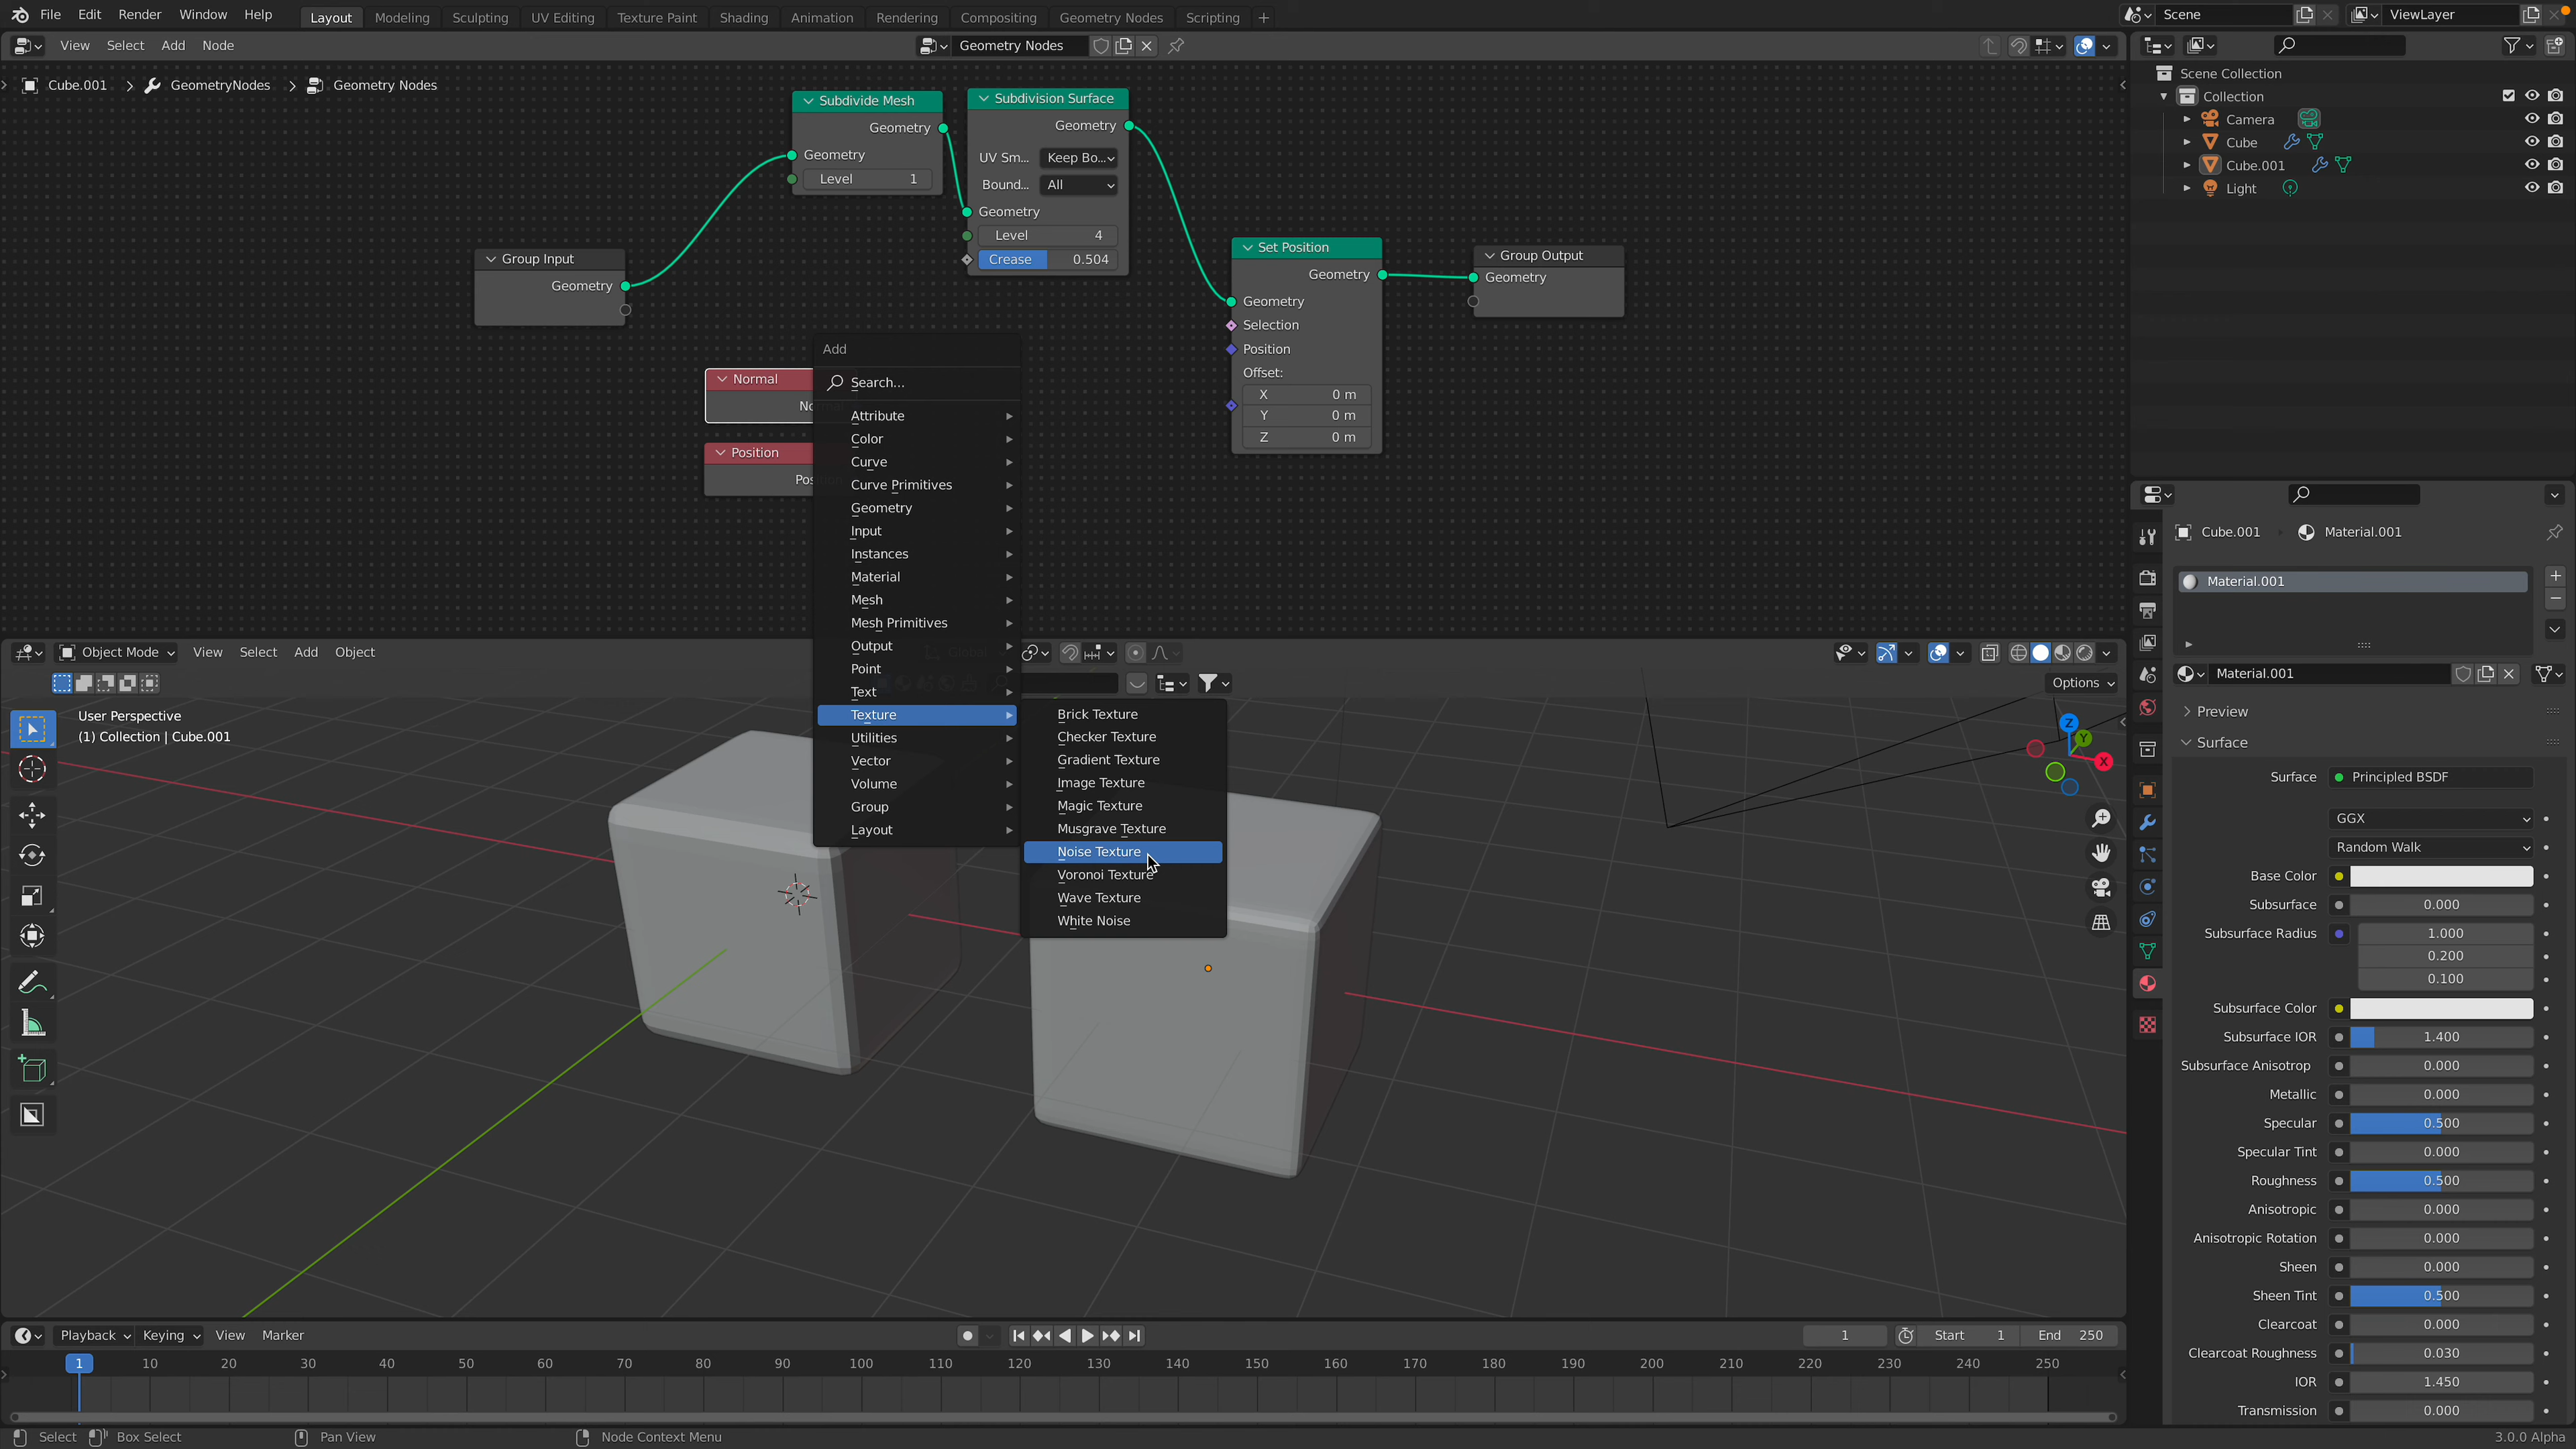 File Edit Render Window Help Layout Modeling Sculpting UV Editing Texture Paint Shading Animation Rendering Compositing Geometry Nodes Scripting
Scene ViewLayer
View Select Add Node Geometry Nodes
Cube.001 GeometryNodes Geometry Nodes
Subdivide Mesh
Geometry
Geometry
Level 1
Subdivision Surface
Geometry
UV Sm... Keep Bo...
Bound... All
Geometry
Level 4
Crease 0.504
Group Input
Geometry
Set Position
Geometry
Geometry
Selection
Position
Offset:
X 0 m
Y 0 m
Z 0 m
Group Output
Geometry
Normal
Position
Add
Search...
Attribute
Color
Curve
Curve Primitives
Geometry
Input
Instances
Material
Mesh
Mesh Primitives
Output
Point
Text
Texture
Utilities
Vector
Volume
Group
Layout
Brick Texture
Checker Texture
Gradient Texture
Image Texture
Magic Texture
Musgrave Texture
Noise Texture
Voronoi Texture
Wave Texture
White Noise
Object Mode View Select Add Object
Options
User Perspective
(1) Collection | Cube.001
Z
Y
X
Scene Collection
Collection
Camera
Cube
Cube.001
Light
Cube.001 Material.001
Material.001
Material.001
Preview
Surface
Surface Principled BSDF
GGX
Random Walk
Base Color
Subsurface 0.000
Subsurface Radius 1.000
0.200
0.100
Subsurface Color
Subsurface IOR 1.400
Subsurface Anisotrop 0.000
Metallic 0.000
Specular 0.500
Specular Tint 0.000
Roughness 0.500
Anisotropic 0.000
Anisotropic Rotation 0.000
Sheen 0.000
Sheen Tint 0.500
Clearcoat 0.000
Clearcoat Roughness 0.030
IOR 1.450
Transmission 0.000
Playback Keying View Marker 1 Start 1 End 250
1 10 20 30 40 50 60 70 80 90 100 110 120 130 140 150 160 170 180 190 200 210 220 230 240 250
Select Box Select Pan View Node Context Menu 3.0.0 Alpha